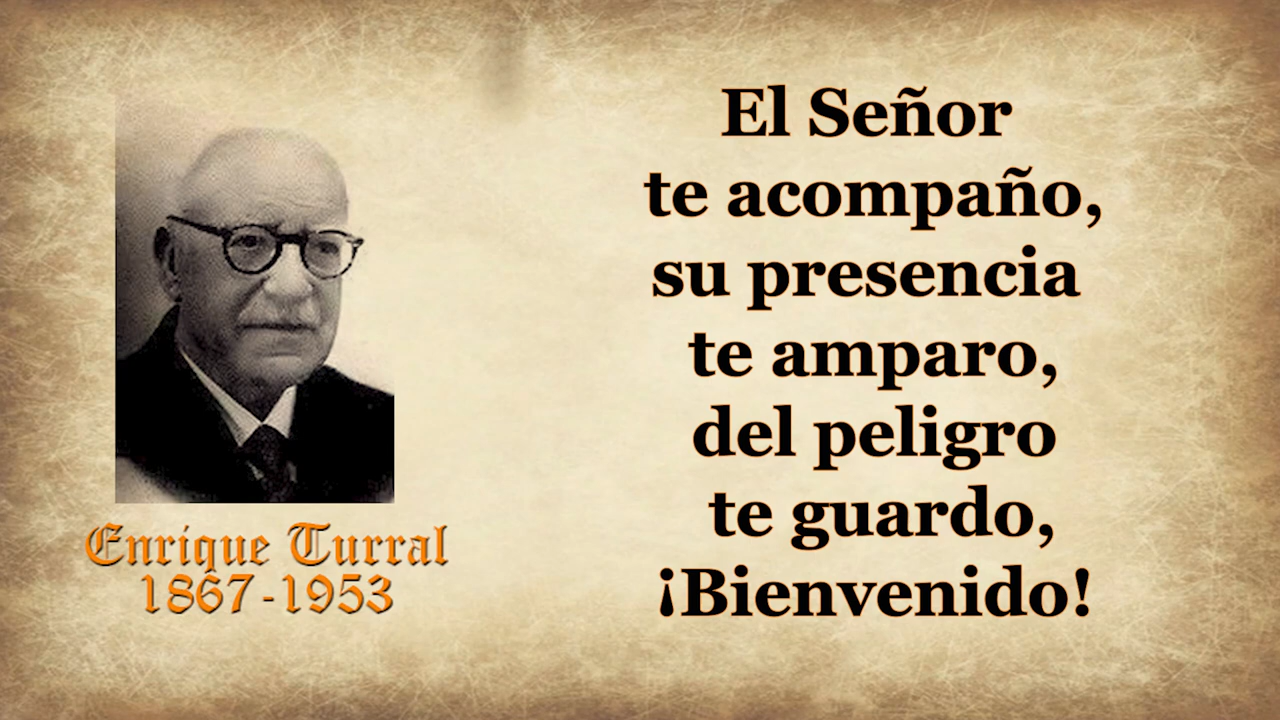 El Señor
te acompaño,
su presencia
te amparo,
del peligro
te guardo,
¡Bienvenido!
Enrique Turral
1867-1953